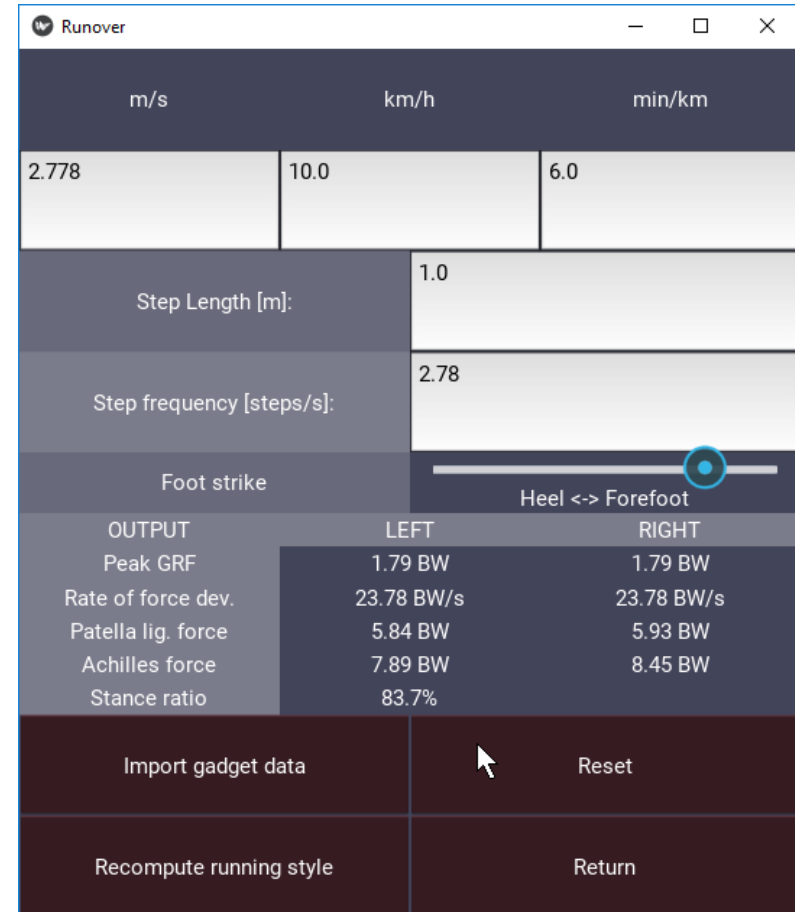 Runover
m/s km/h min/km
2.778 10.0 6.0
Step Length [m]: 1.0
Step frequency [steps/s]: 2.78
Foot strike
Heel <-> Forefoot
OUTPUT LEFT RIGHT
Peak GRF 1.79 BW 1.79 BW
Rate of force dev. 23.78 BW/s 23.78 BW/s
Patella lig. force 5.84 BW 5.93 BW
Achilles force 7.89 BW 8.45 BW
Stance ratio 83.7%
Import gadget data Reset
Recompute running style Return